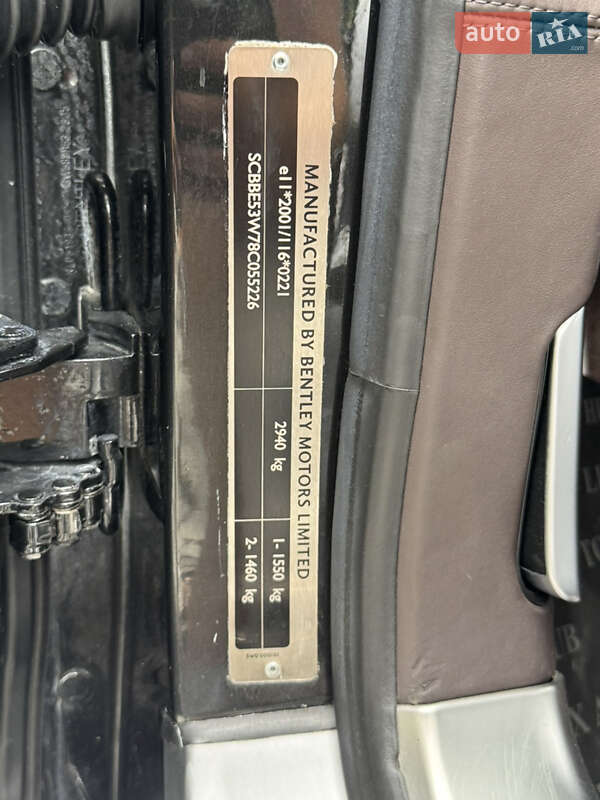 auto RIA.com
MANUFACTURED BY BENTLEY MOTORS LIMITED
e11*2001/116*0221
2940 kg
1- 1550 kg
SCBBE53W78C055226
2- 1460 kg